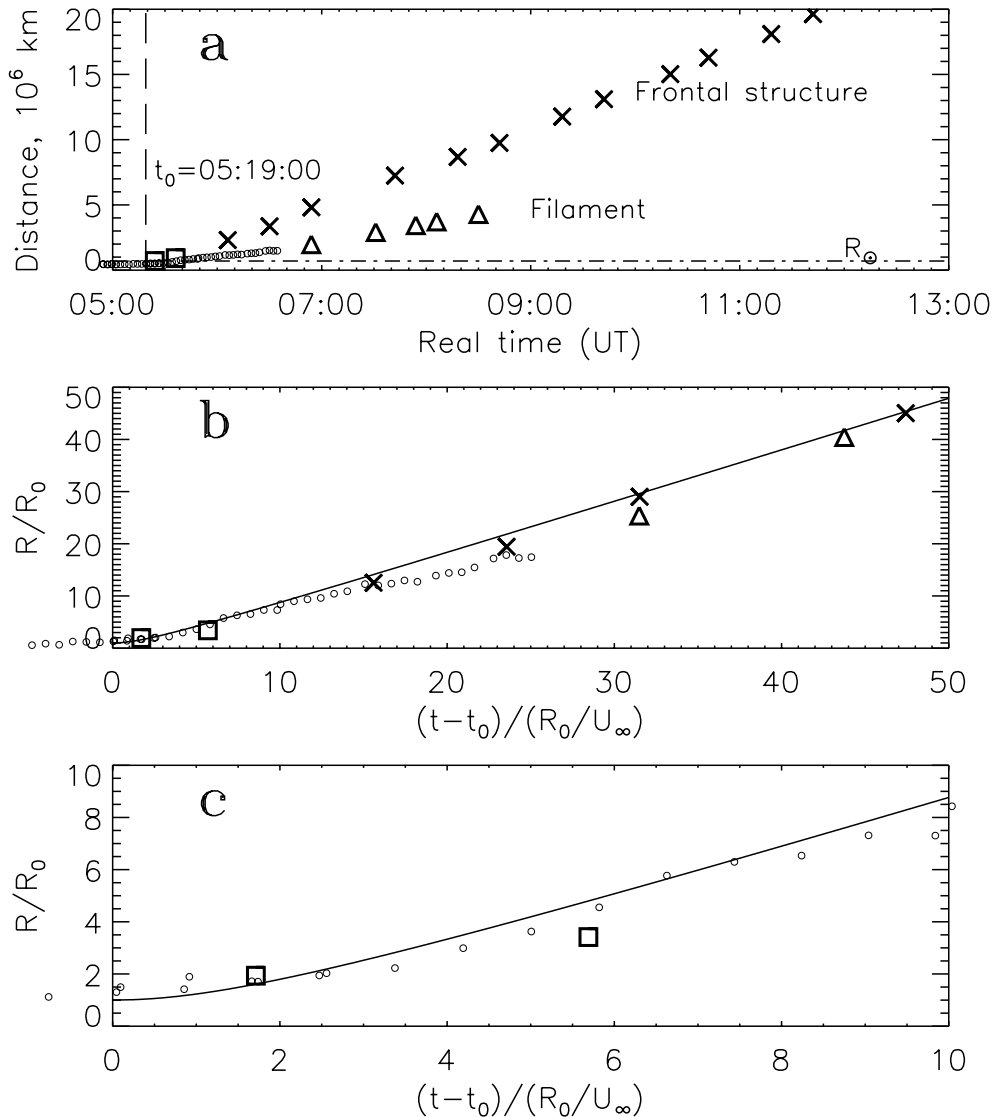 a
20
15
10
5
0
Distance, 10⁶ km
t₀=05:19:00
Frontal structure
Filament
R☉
05:00 07:00 09:00 11:00 13:00
Real time (UT)
b
50
40
30
20
10
0
R/R₀
0 10 20 30 40 50
(t−t₀)/(R₀/U∞)
c
10
8
6
4
2
0
R/R₀
0 2 4 6 8 10
(t−t₀)/(R₀/U∞)